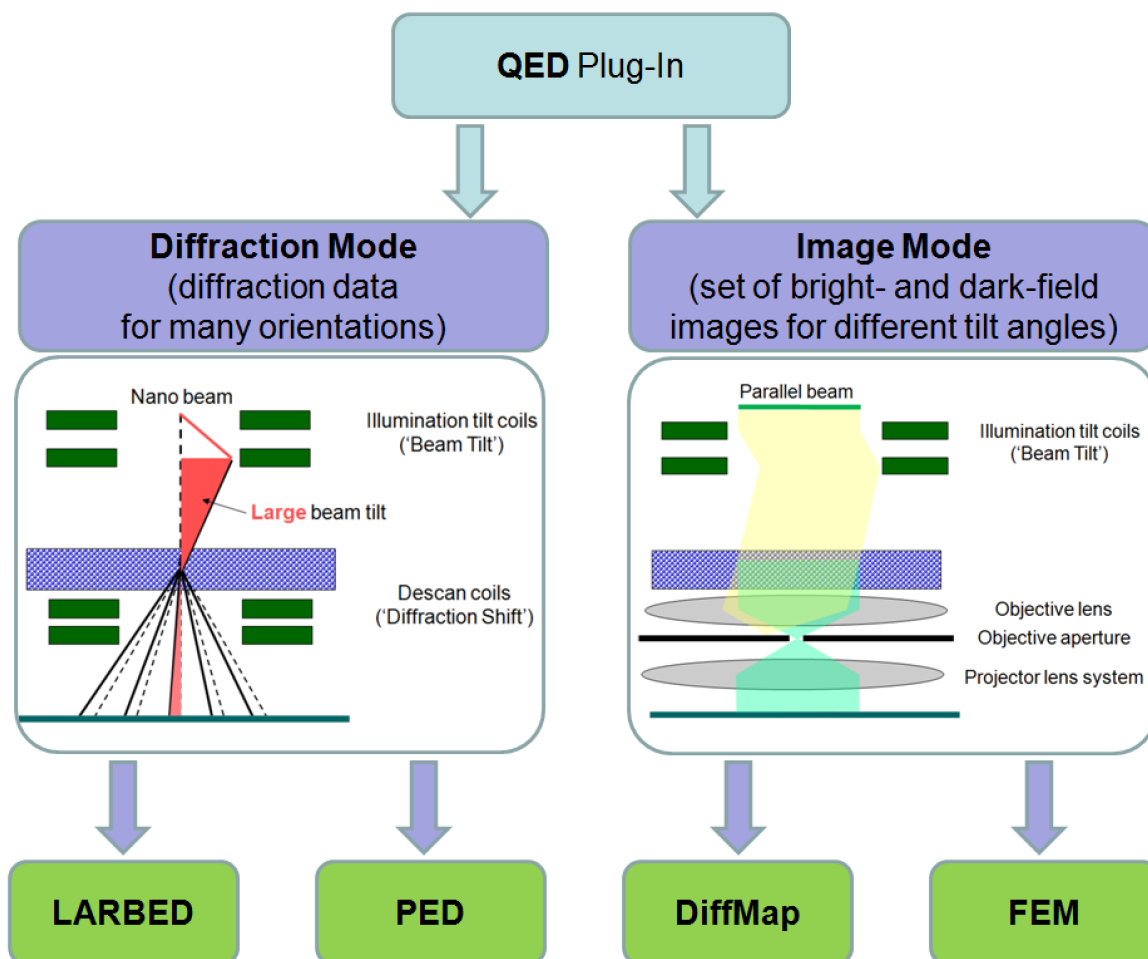 QED Plug-In
Diffraction Mode
(diffraction data
for many orientations)
Nano beam
Illumination tilt coils
(‘Beam Tilt’)
Large beam tilt
Descan coils
(‘Diffraction Shift’)
Image Mode
(set of bright- and dark-field
images for different tilt angles)
Parallel beam
Illumination tilt coils
(‘Beam Tilt’)
Objective lens
Objective aperture
Projector lens system
LARBED
PED
DiffMap
FEM